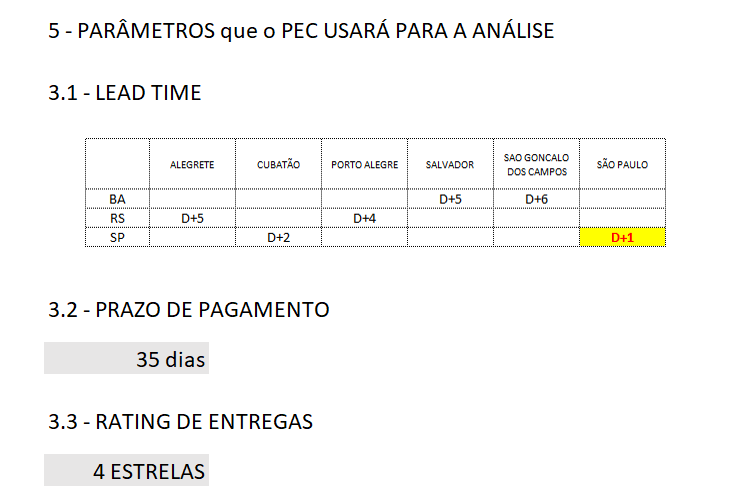 5 - PARÂMETROS que o PEC USARÁ PARA A ANÁLISE
3.1 - LEAD TIME
ALEGRETE CUBATÃO PORTO ALEGRE SALVADOR SAO GONCALO DOS CAMPOS SÃO PAULO
BA D+5 D+6
RS D+5 D+4
SP D+2 D+1
3.2 - PRAZO DE PAGAMENTO
35 dias
3.3 - RATING DE ENTREGAS
4 ESTRELAS